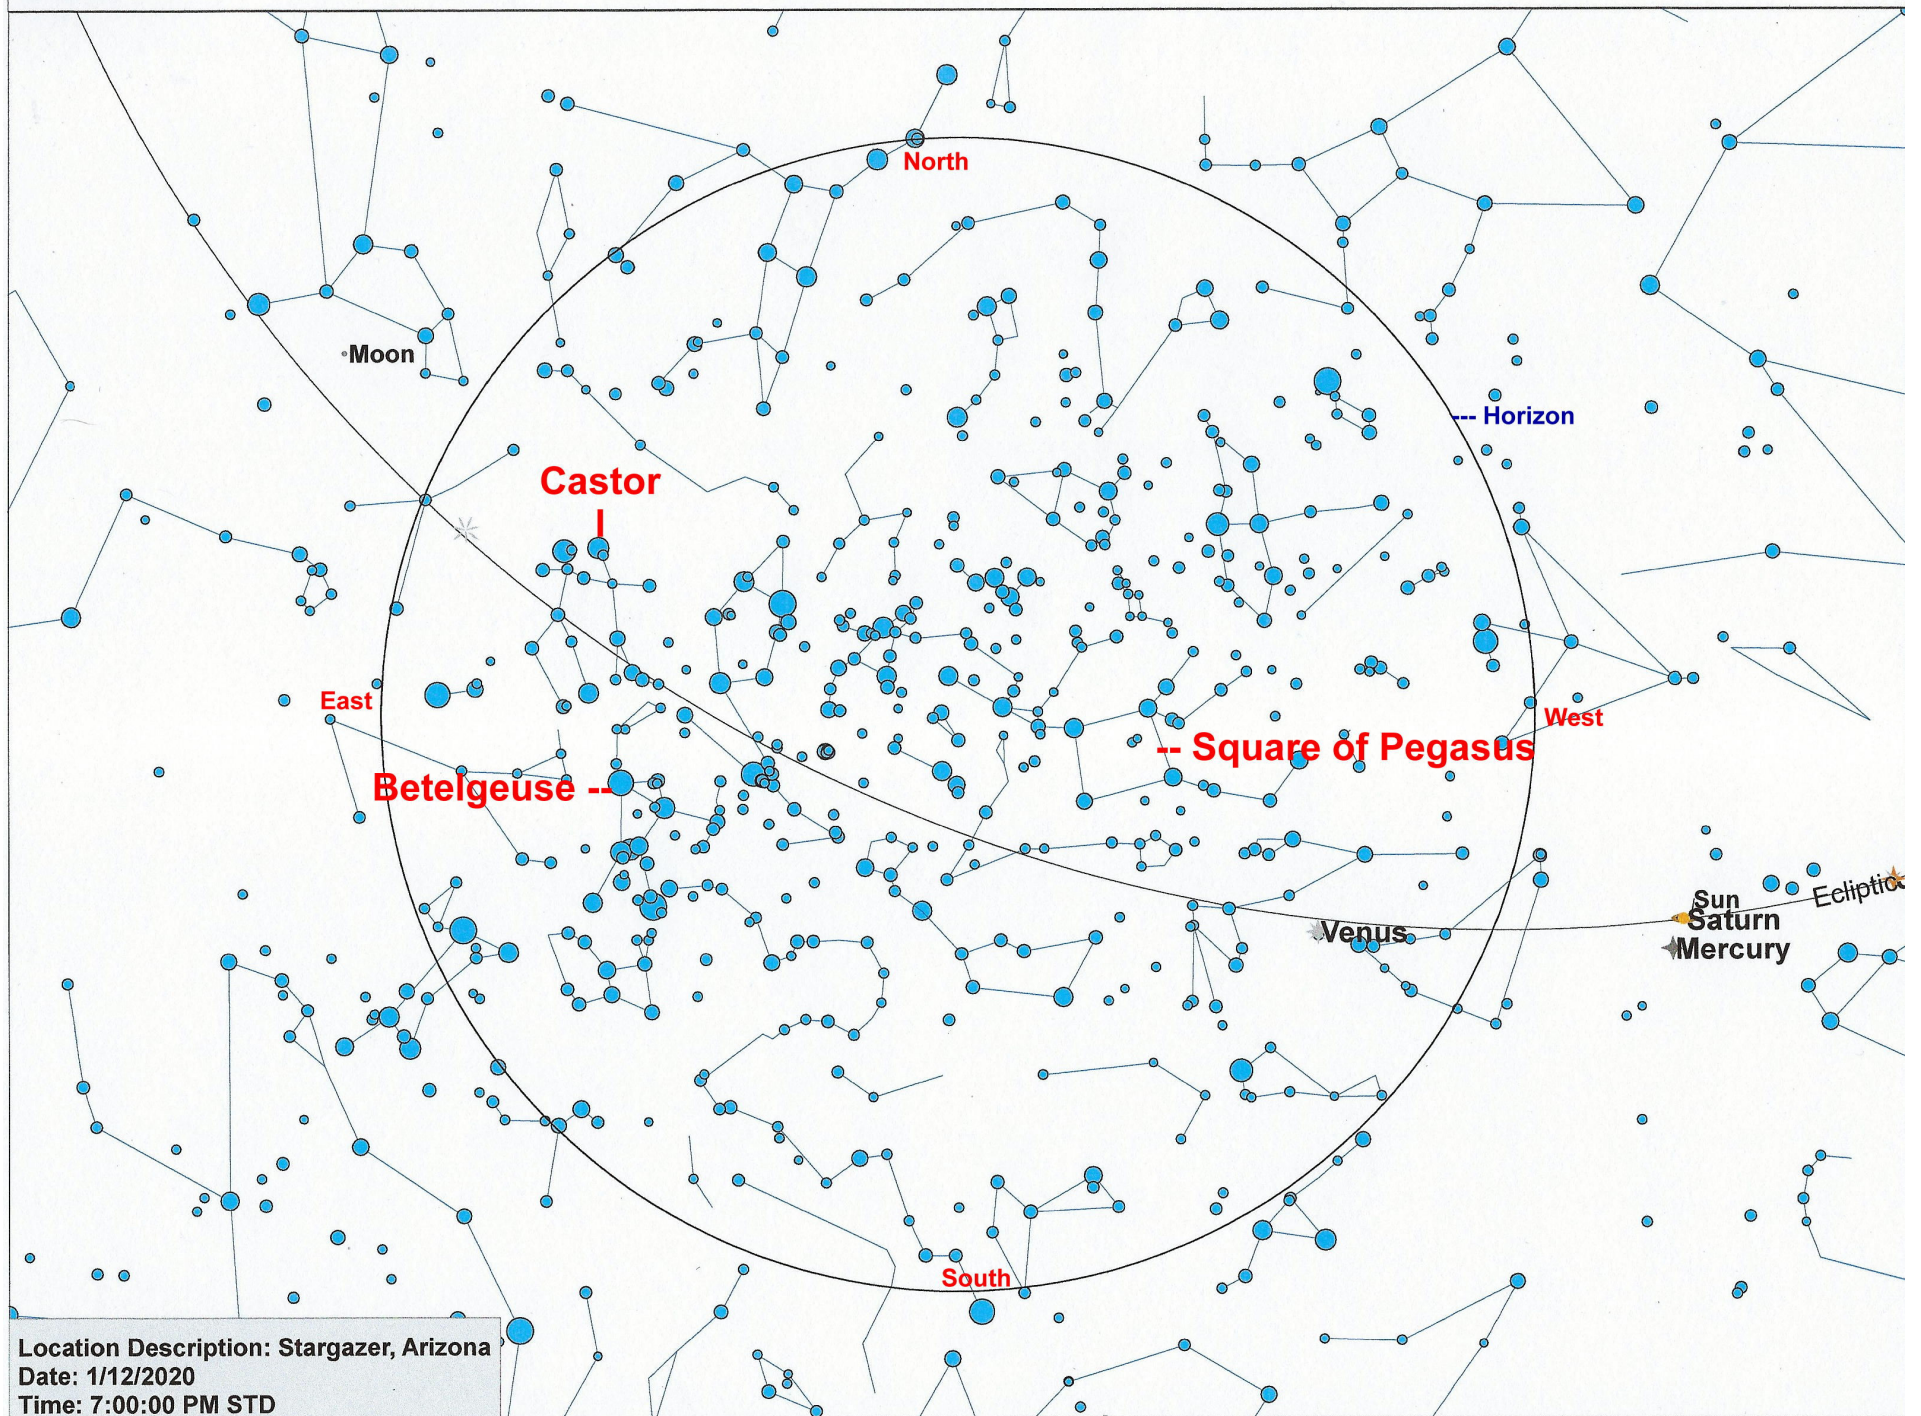 North
Moon
--- Horizon
Castor
East
West
-- Square of Pegasus
Betelgeuse --
Ecliptic
Sun
Saturn
Venus
Mercury
South
Location Description: Stargazer, Arizona
Date: 1/12/2020
Time: 7:00:00 PM STD